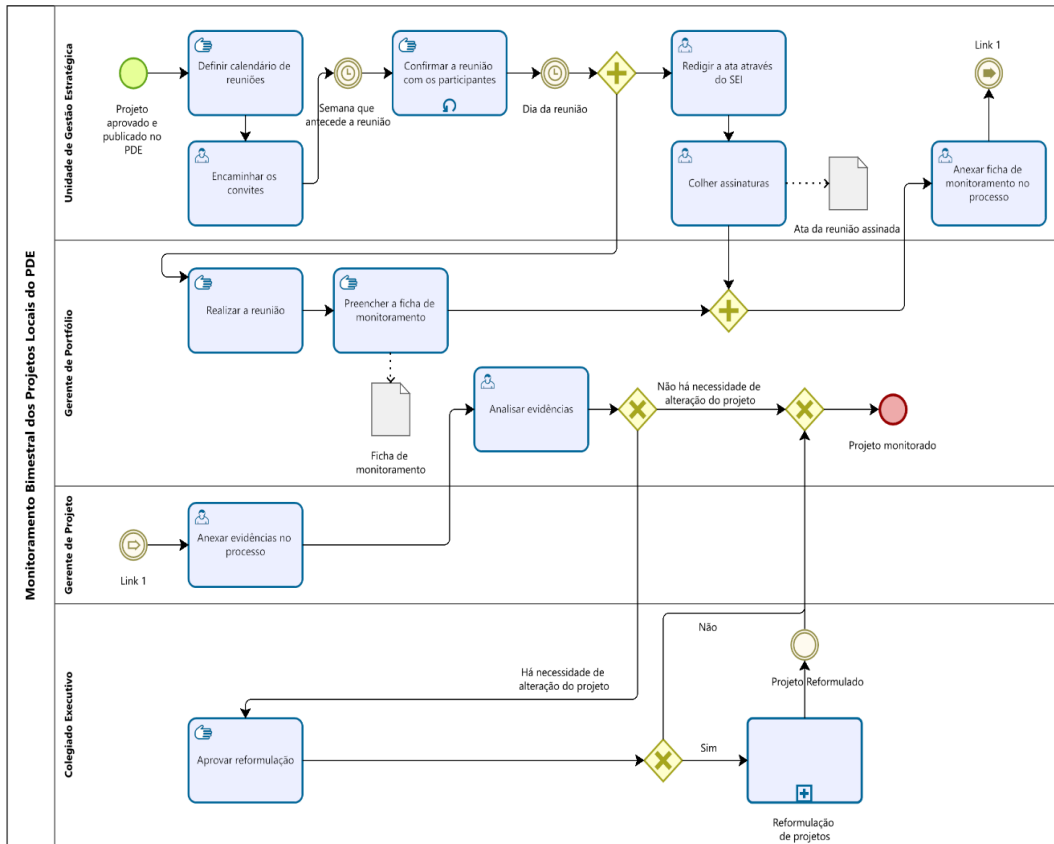 Monitoramento Bimestral dos Projetos Locais do PDE
Unidade de Gestão Estratégica
Projeto
aprovado e
publicado no
PDE
Definir calendário de
reuniões
Encaminhar os
convites
Semana que
antecede a reunião
Confirmar a reunião
com os participantes
Dia da reunião
Redigir a ata através
do SEI
Colher assinaturas
Ata da reunião assinada
Anexar ficha de
monitoramento no
processo
Link 1
Gerente de Portfólio
Realizar a reunião
Preencher a ficha de
monitoramento
Ficha de
monitoramento
Analisar evidências
Não há necessidade de
alteração do projeto
Projeto monitorado
Gerente de Projeto
Link 1
Anexar evidências no
processo
Colegiado Executivo
Há necessidade de
alteração do projeto
Aprovar reformulação
Não
Sim
Projeto Reformulado
Reformulação
de projetos